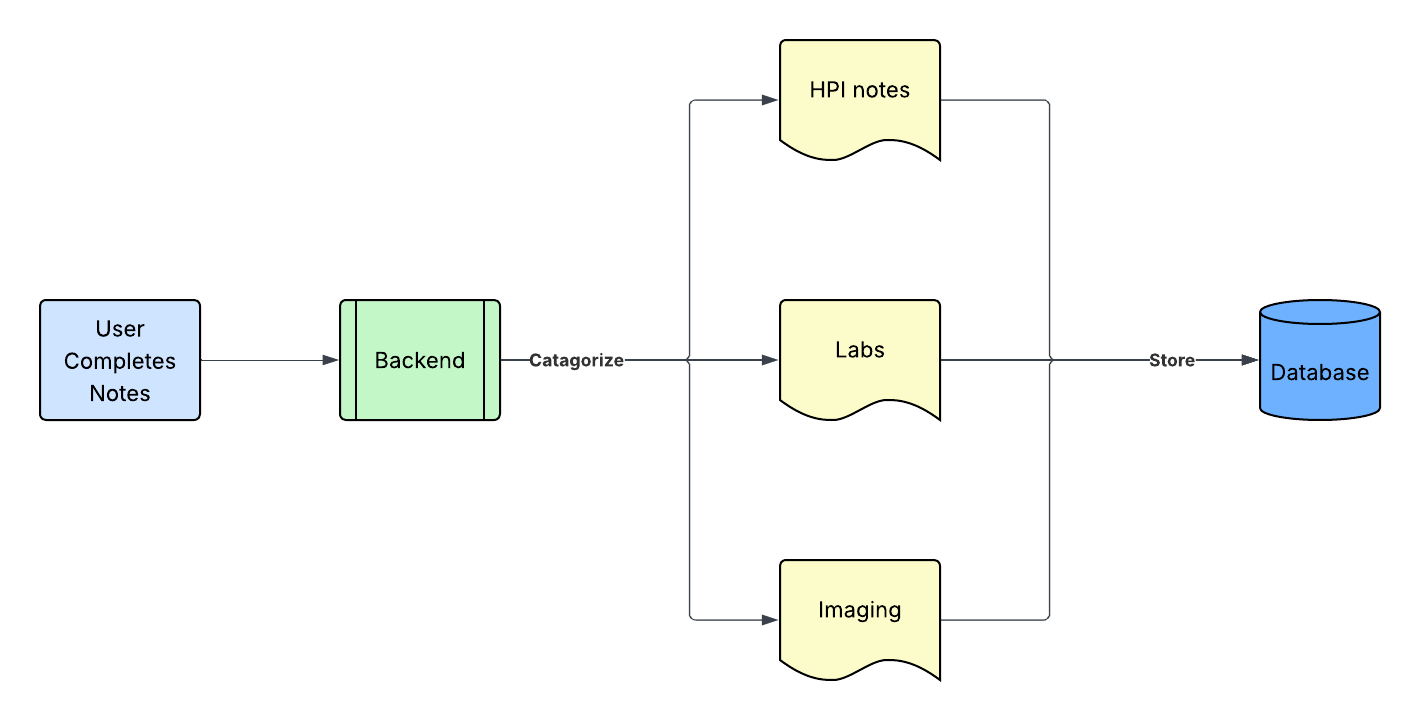 User
Completes
Notes
Backend
Catagorize
HPI notes
Labs
Imaging
Store
Database